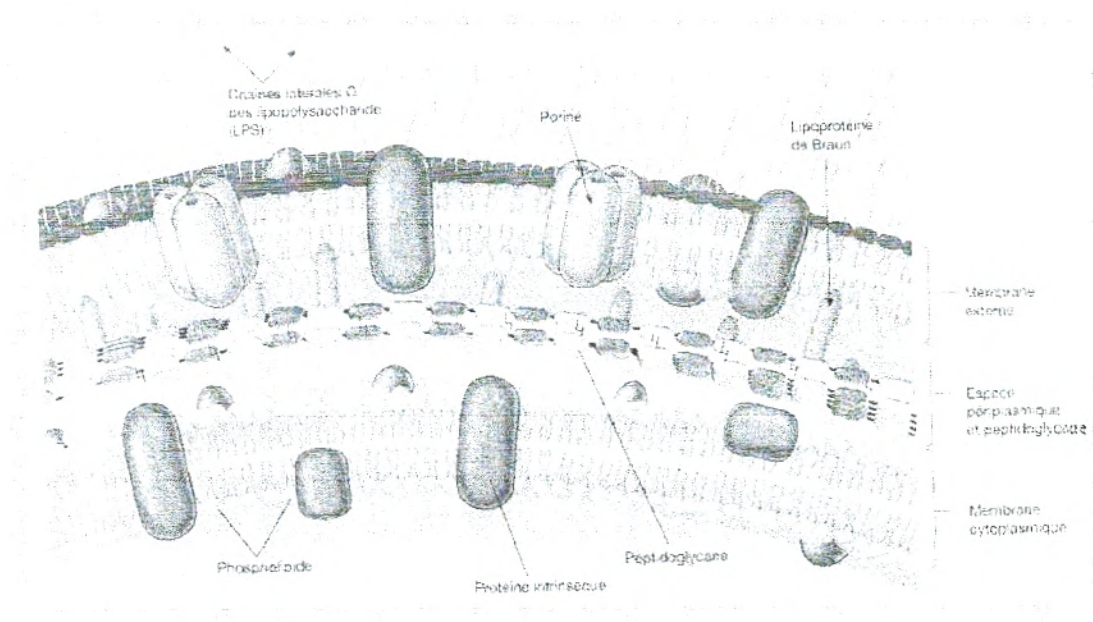 Chaines latérales O
des lipopolysaccharide
(LPS)
Porine
Lipoprotéine
de Braun
Membrane
externe
Espace
périplasmique
et peptidoglycane
Membrane
cytoplasmique
Peptidoglycane
Phospholipide
Protéine intrinsèque